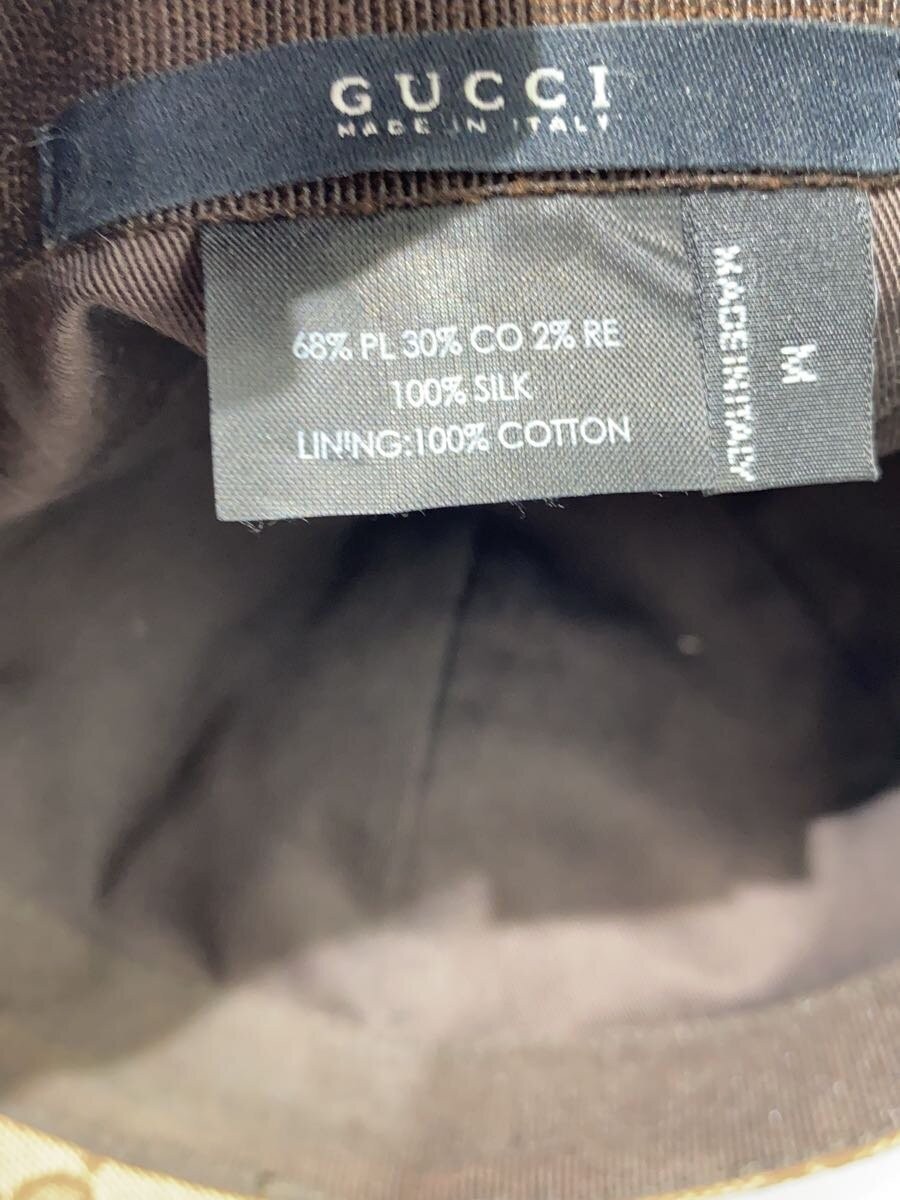 GUCCI
MADE IN ITALY
68% PL 30% CO 2% RE
100% SILK
LINING:100% COTTON
MADE IN ITALY
M